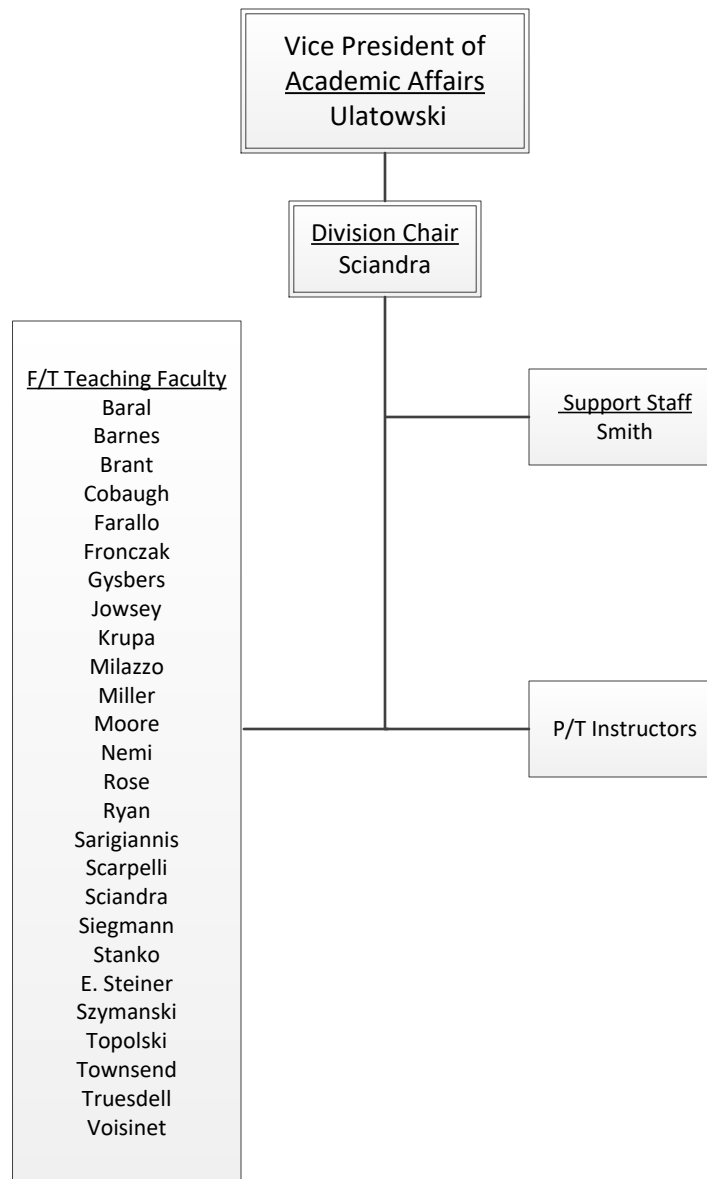 Vice President of
Academic Affairs
Ulatowski
Division Chair
Sciandra
F/T Teaching Faculty
Baral
Barnes
Brant
Cobaugh
Farallo
Fronczak
Gysbers
Jowsey
Krupa
Milazzo
Miller
Moore
Nemi
Rose
Ryan
Sarigiannis
Scarpelli
Sciandra
Siegmann
Stanko
E. Steiner
Szymanski
Topolski
Townsend
Truesdell
Voisinet
Support Staff
Smith
P/T Instructors